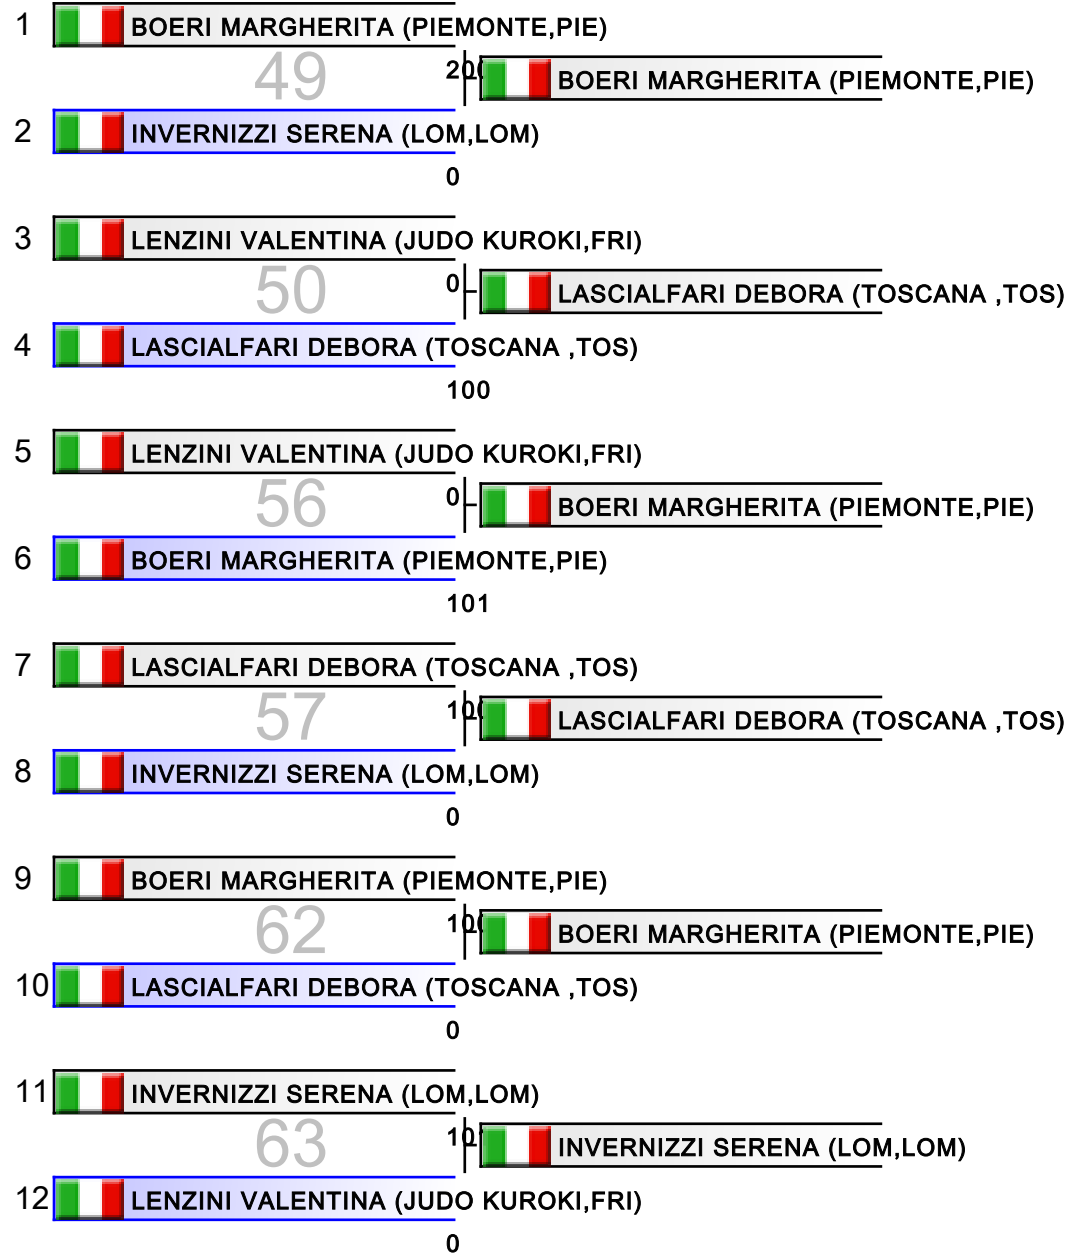 1 BOERI MARGHERITA (PIEMONTE,PIE)
49
BOERI MARGHERITA (PIEMONTE,PIE)
2 INVERNIZZI SERENA (LOM,LOM)
0
3 LENZINI VALENTINA (JUDO KUROKI,FRI)
50 0
LASCIALFARI DEBORA (TOSCANA ,TOS)
4 LASCIALFARI DEBORA (TOSCANA ,TOS)
100
5 LENZINI VALENTINA (JUDO KUROKI,FRI)
56 0
BOERI MARGHERITA (PIEMONTE,PIE)
6 BOERI MARGHERITA (PIEMONTE,PIE)
101
7 LASCIALFARI DEBORA (TOSCANA ,TOS)
57
LASCIALFARI DEBORA (TOSCANA ,TOS)
8 INVERNIZZI SERENA (LOM,LOM)
0
9 BOERI MARGHERITA (PIEMONTE,PIE)
62
BOERI MARGHERITA (PIEMONTE,PIE)
10 LASCIALFARI DEBORA (TOSCANA ,TOS)
0
11 INVERNIZZI SERENA (LOM,LOM)
63
INVERNIZZI SERENA (LOM,LOM)
12 LENZINI VALENTINA (JUDO KUROKI,FRI)
0